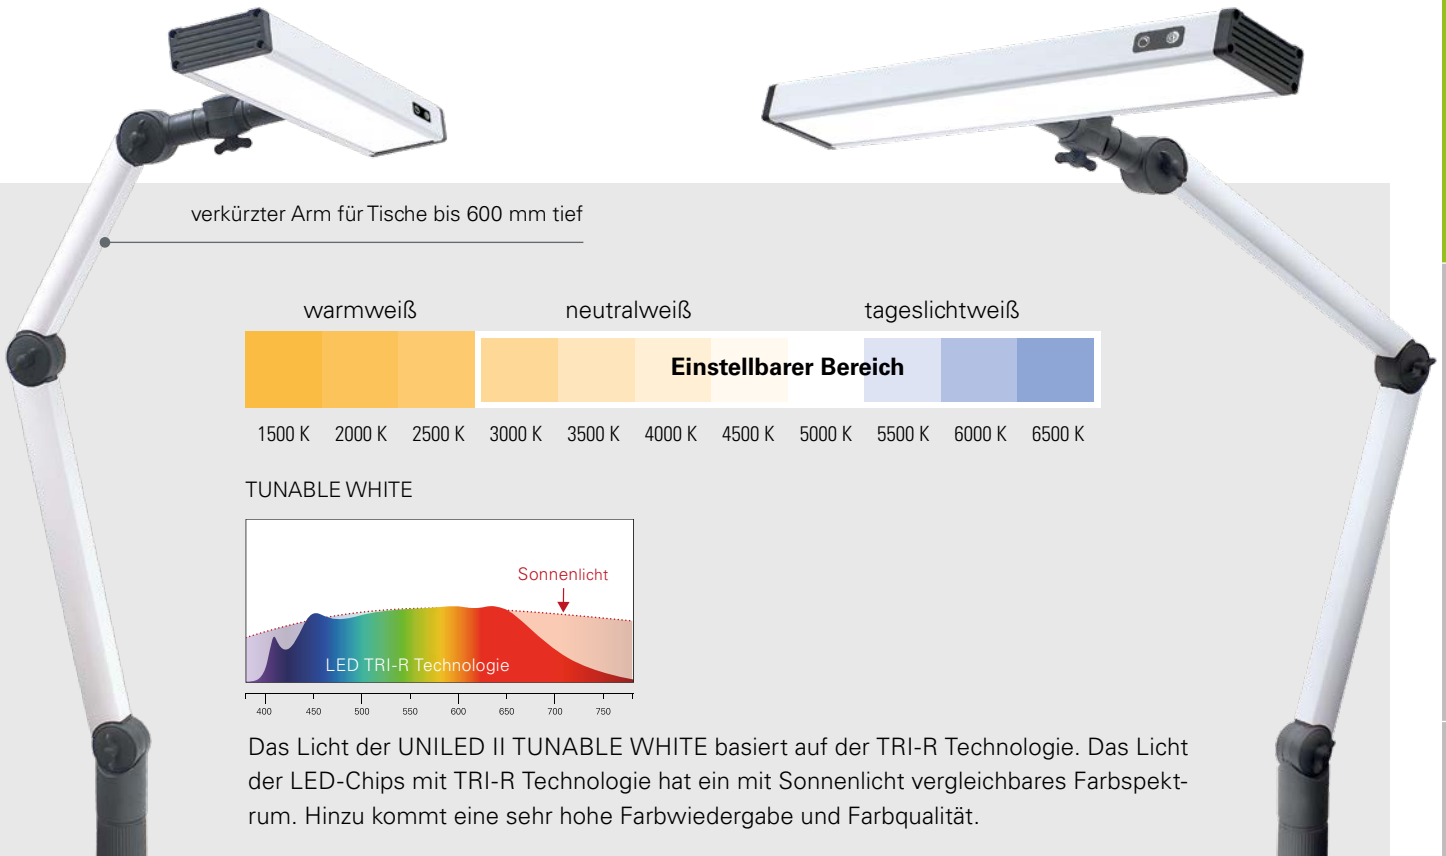 verkürzter Arm für Tische bis 600 mm tief
warmweiß neutralweiß tageslichtweiß
Einstellbarer Bereich
1500 K 2000 K 2500 K 3000 K 3500 K 4000 K 4500 K 5000 K 5500 K 6000 K 6500 K
TUNABLE WHITE
Sonnenlicht
LED TRI-R Technologie
400 450 500 550 600 650 700 750
Das Licht der UNILED II TUNABLE WHITE basiert auf der TRI-R Technologie. Das Licht
der LED-Chips mit TRI-R Technologie hat ein mit Sonnenlicht vergleichbares Farbspekt-
rum. Hinzu kommt eine sehr hohe Farbwiedergabe und Farbqualität.